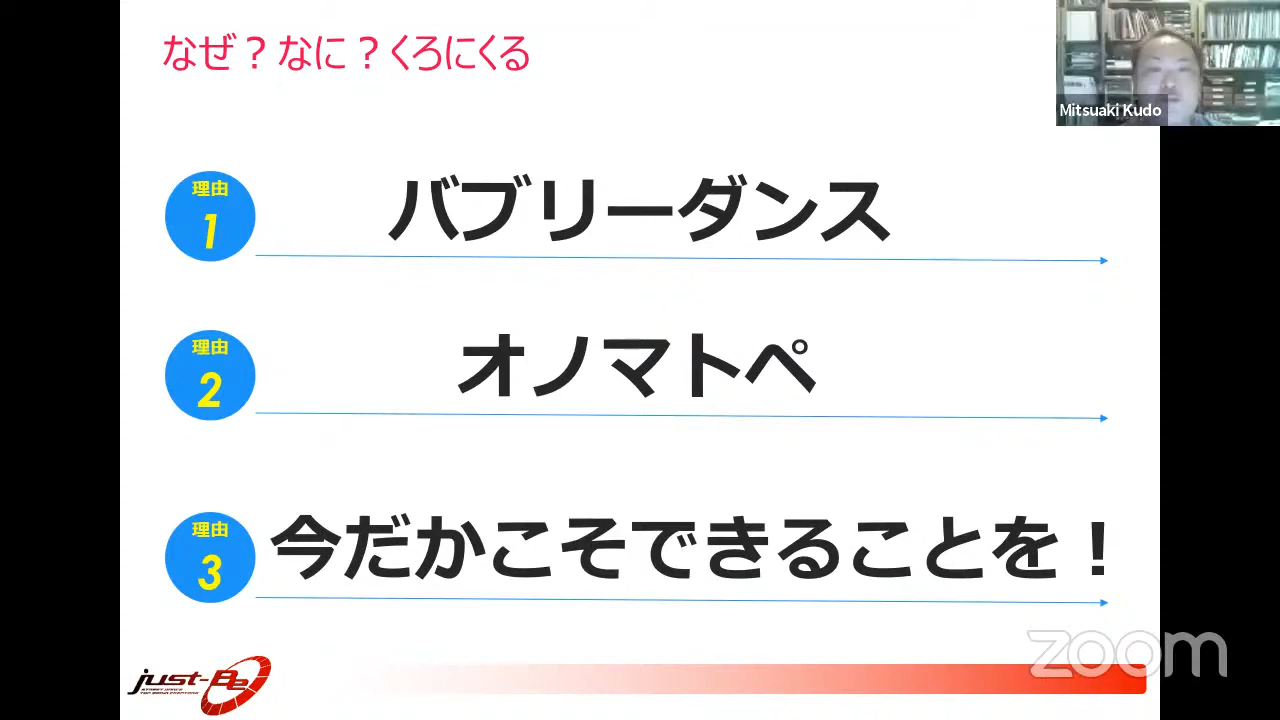 なぜ？なに？くろにくる
Mitsuaki Kudo
理由
1
バブリーダンス
理由
2
オノマトペ
理由
3
今だかこそできることを！
just-Be
zoom